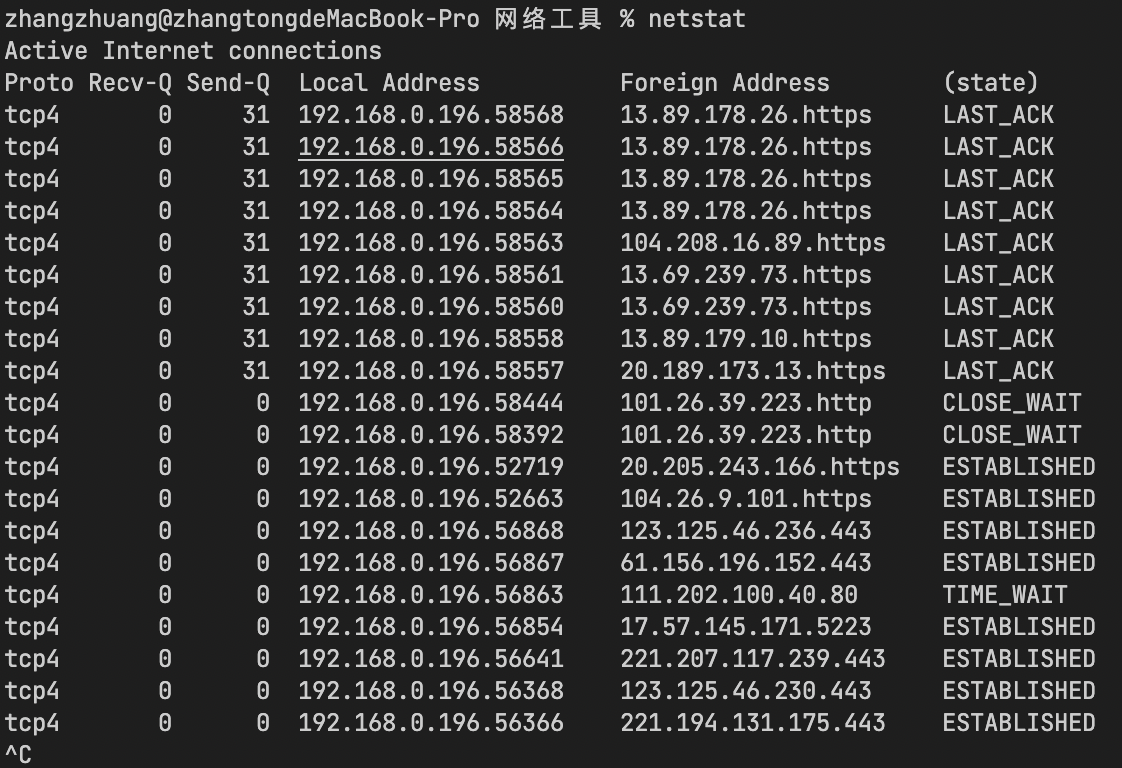 zhangzhuang@zhangtongdeMacBook-Pro 网络工具 % netstat
Active Internet connections
Proto Recv-Q Send-Q  Local Address          Foreign Address        (state)
tcp4       0     31  192.168.0.196.58568    13.89.178.26.https     LAST_ACK
tcp4       0     31  192.168.0.196.58566    13.89.178.26.https     LAST_ACK
tcp4       0     31  192.168.0.196.58565    13.89.178.26.https     LAST_ACK
tcp4       0     31  192.168.0.196.58564    13.89.178.26.https     LAST_ACK
tcp4       0     31  192.168.0.196.58563    104.208.16.89.https    LAST_ACK
tcp4       0     31  192.168.0.196.58561    13.69.239.73.https     LAST_ACK
tcp4       0     31  192.168.0.196.58560    13.69.239.73.https     LAST_ACK
tcp4       0     31  192.168.0.196.58558    13.89.179.10.https     LAST_ACK
tcp4       0     31  192.168.0.196.58557    20.189.173.13.https    LAST_ACK
tcp4       0      0  192.168.0.196.58444    101.26.39.223.http     CLOSE_WAIT
tcp4       0      0  192.168.0.196.58392    101.26.39.223.http     CLOSE_WAIT
tcp4       0      0  192.168.0.196.52719    20.205.243.166.https   ESTABLISHED
tcp4       0      0  192.168.0.196.52663    104.26.9.101.https     ESTABLISHED
tcp4       0      0  192.168.0.196.56868    123.125.46.236.443     ESTABLISHED
tcp4       0      0  192.168.0.196.56867    61.156.196.152.443     ESTABLISHED
tcp4       0      0  192.168.0.196.56863    111.202.100.40.80      TIME_WAIT
tcp4       0      0  192.168.0.196.56854    17.57.145.171.5223     ESTABLISHED
tcp4       0      0  192.168.0.196.56641    221.207.117.239.443    ESTABLISHED
tcp4       0      0  192.168.0.196.56368    123.125.46.230.443     ESTABLISHED
tcp4       0      0  192.168.0.196.56366    221.194.131.175.443    ESTABLISHED
^C